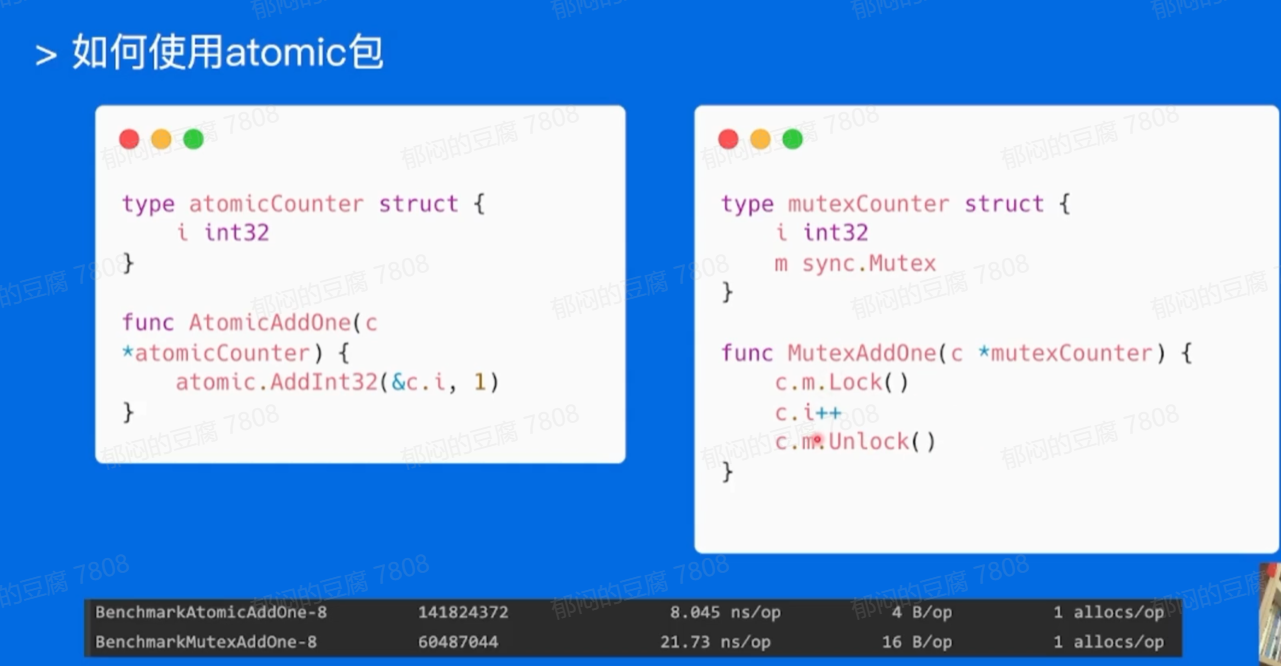 > 如何使用atomic包
type atomicCounter struct {
    i int32
}
func AtomicAddOne(c
*atomicCounter) {
    atomic.AddInt32(&c.i, 1)
}
type mutexCounter struct {
    i int32
    m sync.Mutex
}
func MutexAddOne(c *mutexCounter) {
    c.m.Lock()
    c.i++
    c.m.Unlock()
}
BenchmarkAtomicAddOne-8 141824372 8.045 ns/op 4 B/op 1 allocs/op
BenchmarkMutexAddOne-8 60487044 21.73 ns/op 16 B/op 1 allocs/op
郁闷的豆腐 7808